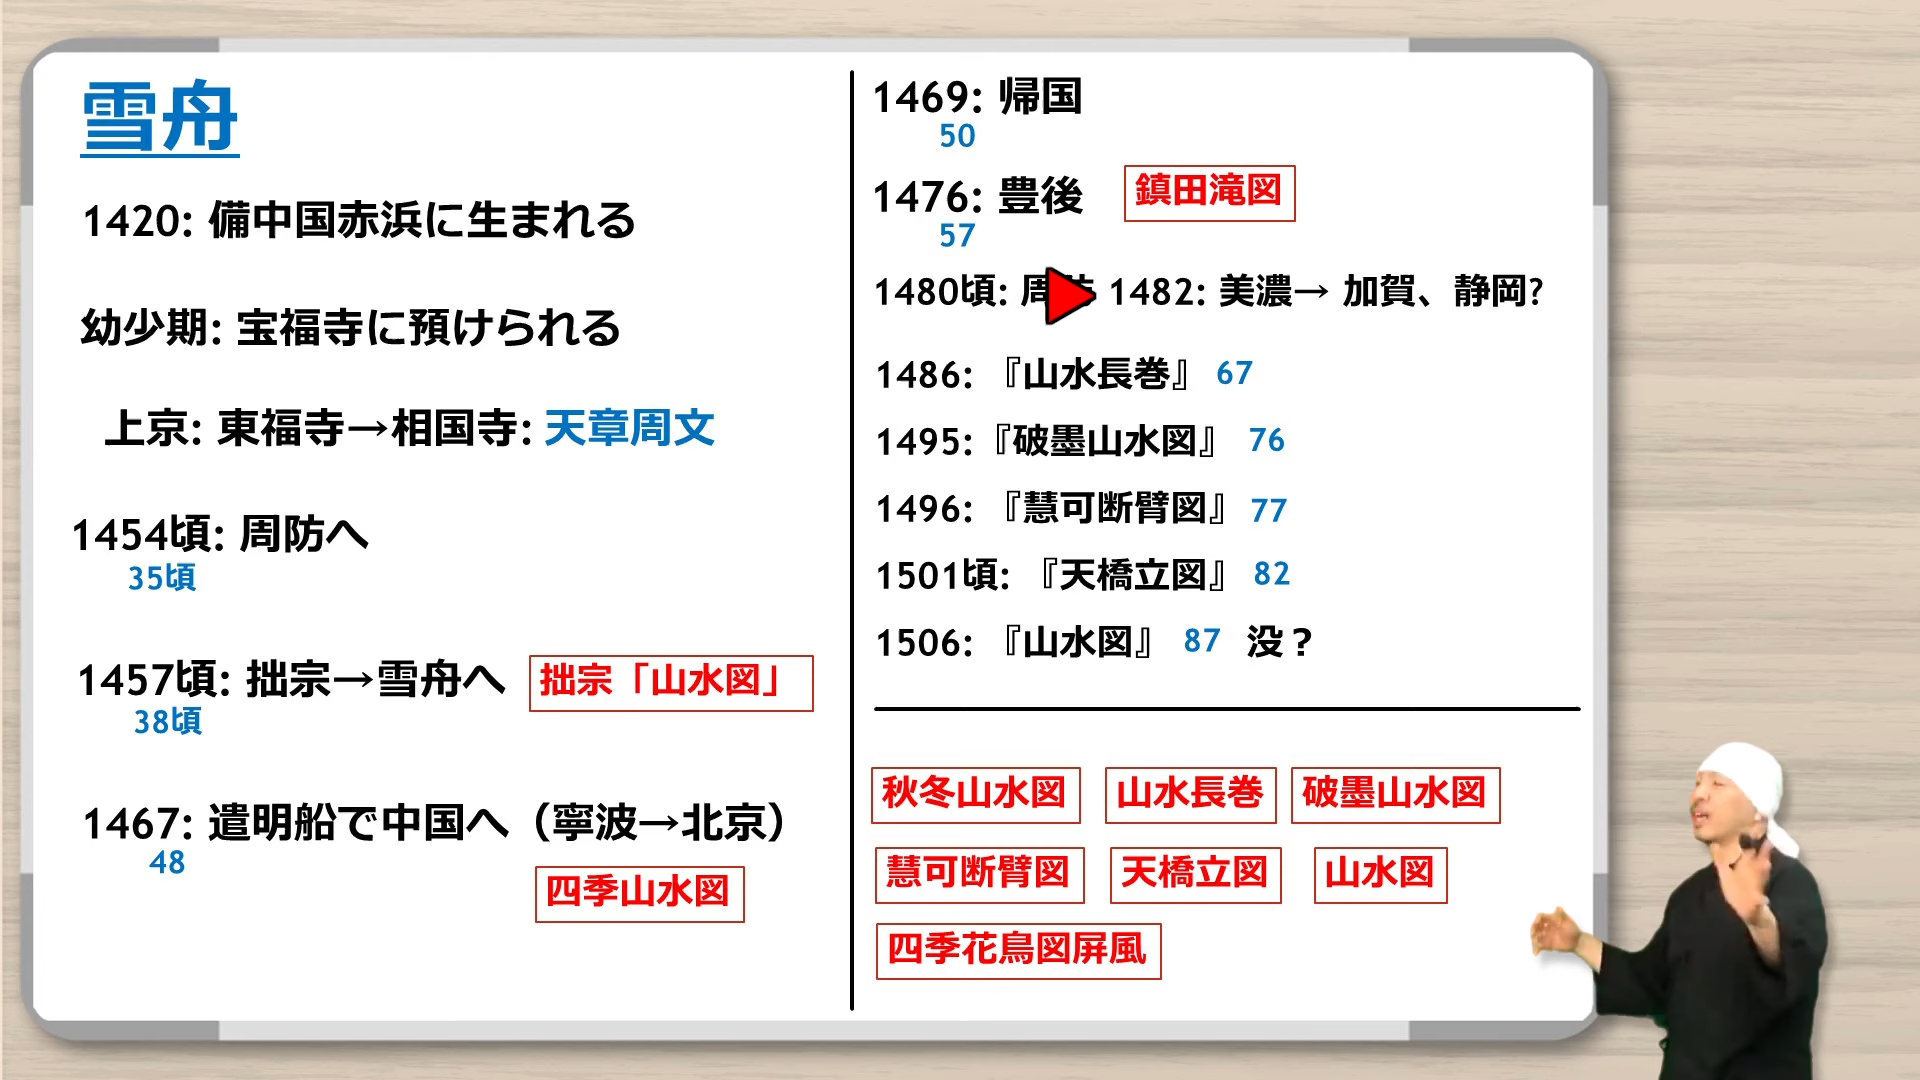 雪舟
1420: 備中国赤浜に生まれる
幼少期: 宝福寺に預けられる
上京: 東福寺→相国寺: 天章周文
1454頃: 周防へ
35頃
1457頃: 拙宗→雪舟へ 拙宗「山水図」
38頃
1467: 遣明船で中国へ（寧波→北京）
48
四季山水図
1469: 帰国
50
1476: 豊後 鎮田滝図
57
1480頃: 周 1482: 美濃→ 加賀、静岡?
1486: 『山水長巻』 67
1495:『破墨山水図』 76
1496: 『慧可断臂図』 77
1501頃: 『天橋立図』 82
1506: 『山水図』 87 没？
秋冬山水図 山水長巻 破墨山水図
慧可断臂図 天橋立図 山水図
四季花鳥図屏風